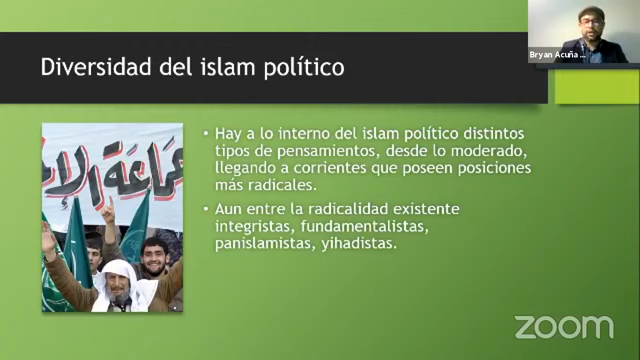 Bryan Acuña ...
Diversidad del islam político
• Hay a lo interno del islam político distintos
tipos de pensamientos, desde lo moderado,
llegando a corrientes que poseen posiciones
más radicales.
• Aun entre la radicalidad existente
integristas, fundamentalistas,
panislamistas, yihadistas.
zoom